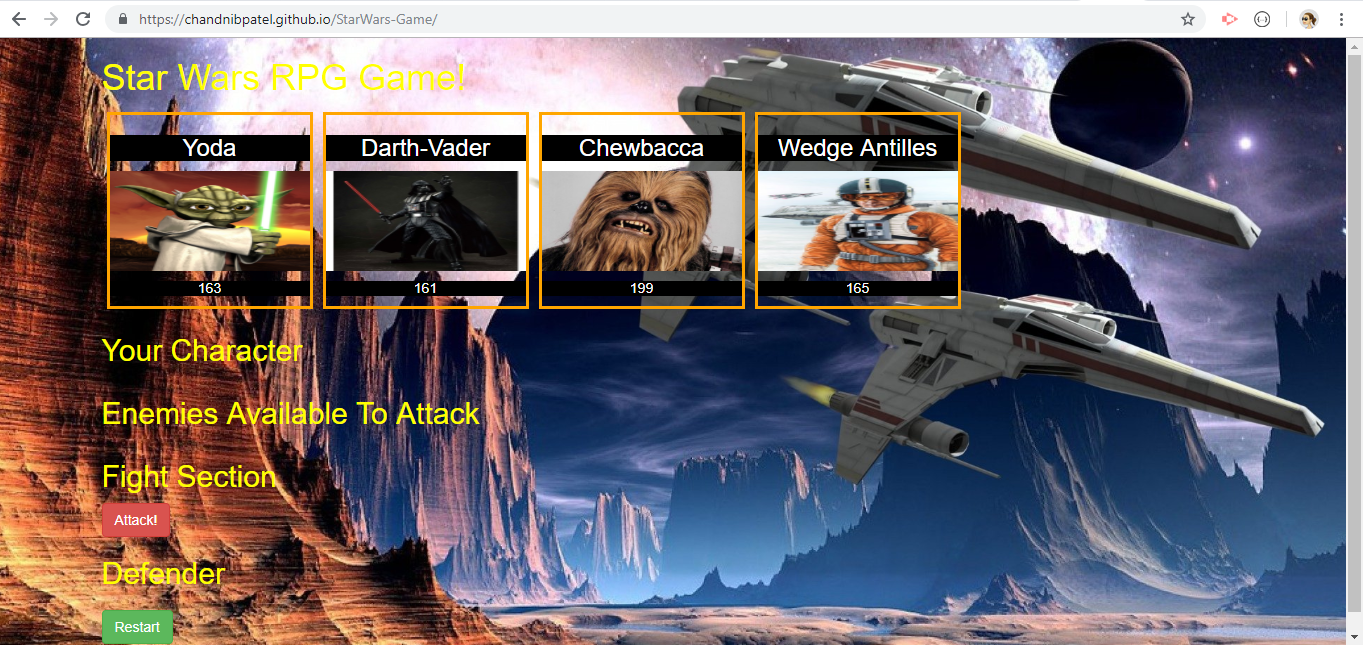 https://chandnibpatel.github.io/StarWars-Game/
Star Wars RPG Game!
Yoda Darth-Vader Chewbacca Wedge Antilles
163 161 199 165
Your Character
Enemies Available To Attack
Fight Section
Attack!
Defender
Restart